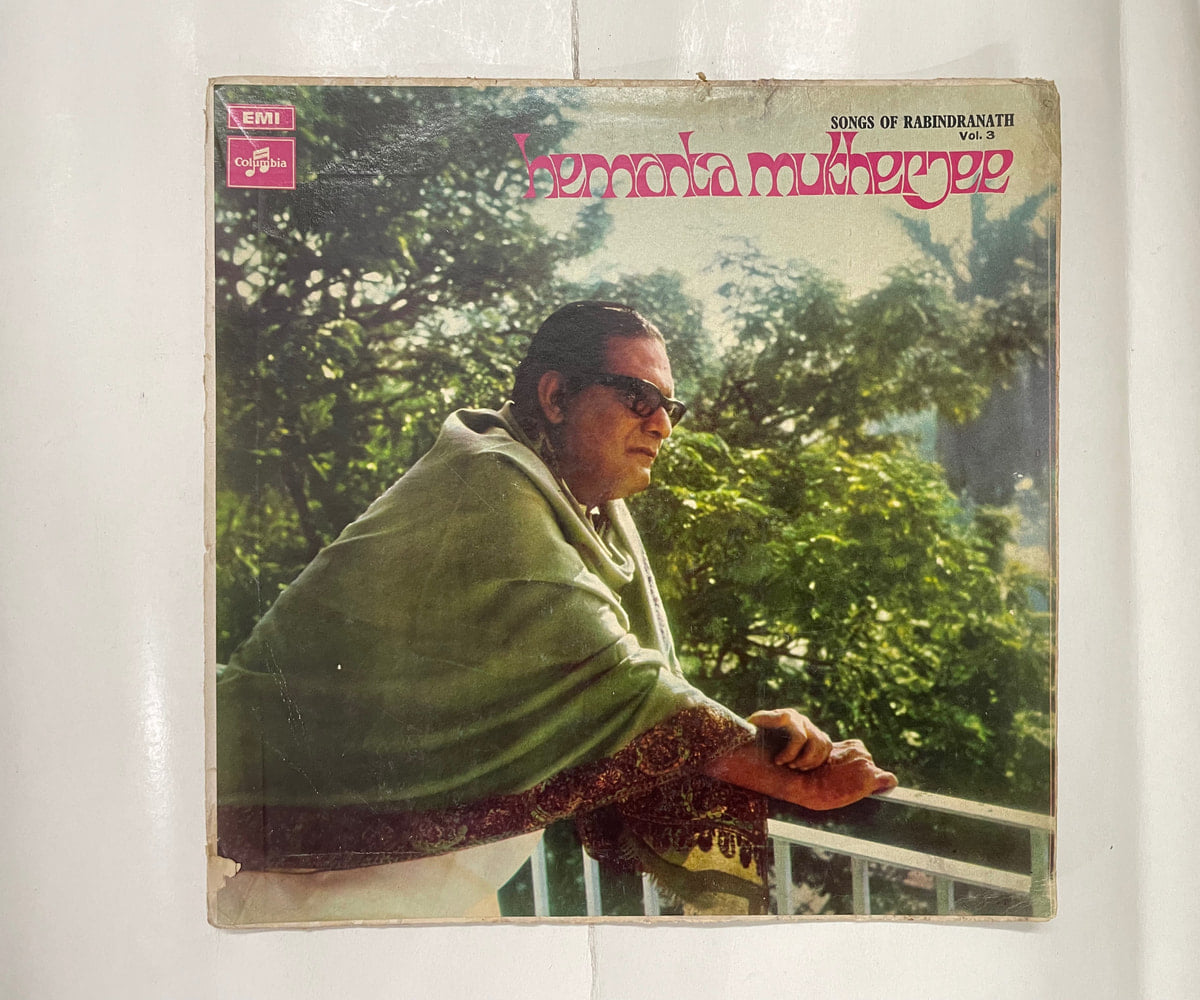 EMI
Columbia
SONGS OF RABINDRANATH
Vol. 3
hemanta mukherjee